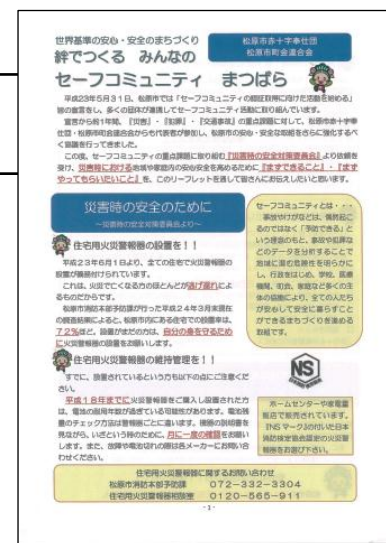 世界基準の安心・安全のまちづくり
絆でつくる みんなの
セーフコミュニティ まつばら
松原市赤十字奉仕団
松原市町会連合会
平成23年5月31日、松原市では「セーフコミュニティの認証取得に向けた活動を始める」
旨の宣言をし、多くの団体が連携してセーフコミュニティ活動に取り組んでいます。
宣言から約1年間、『災害』・『犯罪』・『交通事故』の重点課題に対して、松原市赤十字奉
仕団・松原市町会連合会からも代表者が参加し、松原市の安心・安全な取組をさらに強化するべ
く協議を行ってきました。
この度、セーフコミュニティの重点課題に取り組む『災害時の安全対策委員会』より依頼を
受け、災害時における地域や家庭内の安心安全を高めるために『まずできること』・『まず
やってもらいたいこと』を、このリーフレットを通して皆さんにお伝えしたいと思います。
災害時の安全のために
～災害時の安全対策委員会より～
住宅用火災警報器の設置を!!
平成23年6月1日より、全ての住宅で火災警報器の
設置が義務付けられています。
これは、火災で亡くなる方のほとんどが逃げ遅れによ
るものだからです。
松原市消防本部予防課が行った平成24年3月末現在
の調査結果によると、松原市内にある住宅での設置率は、
72%ほど。設置がまだの方は、自分の身を守るため
に火災警報器の設置をお願いします。
住宅用火災警報器の維持管理を!!
すでに、設置されているという方も以下の点にご注意くだ
さい。
平成18年までに火災警報器をご購入し設置された方
は、電池の耐用年数が過ぎている可能性があります。電池残
量のチェック方法は警報器ごとに違います。機器の説明書を
見ながら、いざという時のために、月に一度の確認をお願い
します。また、故障や電池切れの際は各メーカーにお問い合
わせください。
セーフコミュニティとは・・・
事故やけがなどは、偶然起こ
るのではなく「予防できる」と
いう理念のもと、事故や犯罪な
どのデータを分析することで
地域に潜む危険性を明らかに
し、行政をはじめ、学校、医療
機関、町会、家庭など多くの主
体の協働により、全ての人たち
が安心して安全に暮らすこと
ができるまちづくりを進める
取組です。
NS
ホームセンターや家電量
販店で販売されています。
(NSマークの付いた日本
消防検定協会認定の火災警
報器をお選び下さい。
住宅用火災警報器に関するお問い合わせ
松原市消防本部予防課 072-332-3304
住宅用火災警報器相談室 0120-565-911
- 1 -